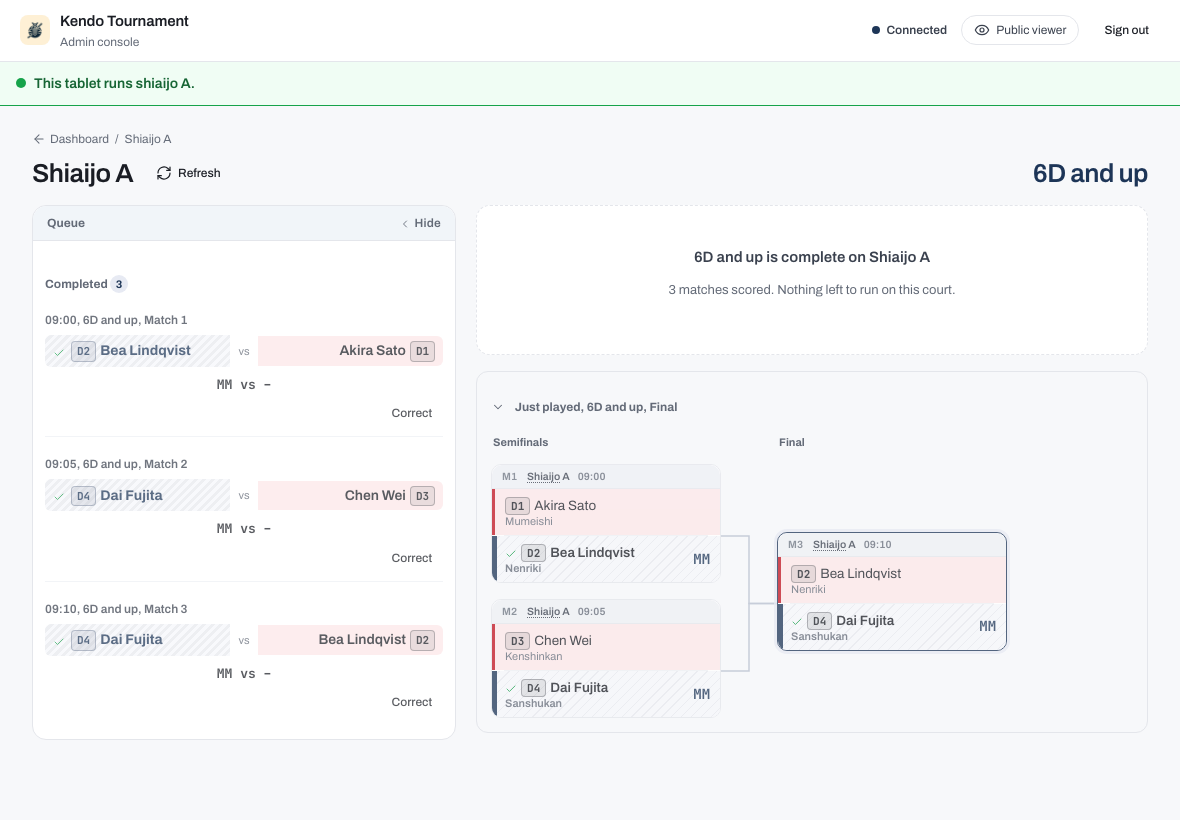 Kendo Tournament
Admin console
Connected
Public viewer
Sign out
This tablet runs shiaijo A.
Dashboard / Shiaijo A
Shiaijo A
Refresh
6D and up
Queue
Hide
Completed 3
09:00, 6D and up, Match 1
D2 Bea Lindqvist vs Akira Sato D1
MM vs –
Correct
09:05, 6D and up, Match 2
D4 Dai Fujita vs Chen Wei D3
MM vs –
Correct
09:10, 6D and up, Match 3
D4 Dai Fujita vs Bea Lindqvist D2
MM vs –
Correct
6D and up is complete on Shiaijo A
3 matches scored. Nothing left to run on this court.
Just played, 6D and up, Final
Semifinals
M1 Shiaijo A 09:00
D1 Akira Sato
Mumeishi
D2 Bea Lindqvist MM
Nenriki
M2 Shiaijo A 09:05
D3 Chen Wei
Kenshinkan
D4 Dai Fujita MM
Sanshukan
Final
M3 Shiaijo A 09:10
D2 Bea Lindqvist
Nenriki
D4 Dai Fujita MM
Sanshukan